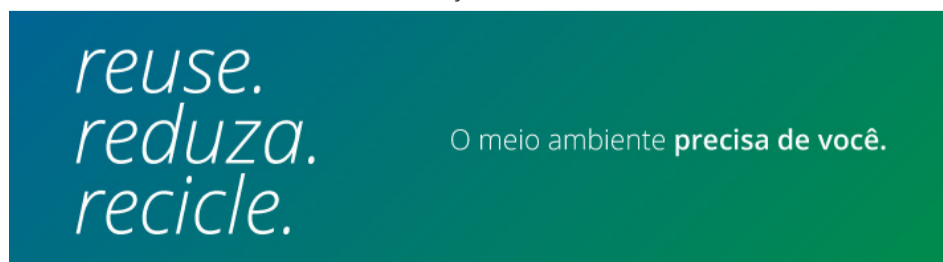 reuse.
reduza.
recicle.
O meio ambiente precisa de você.